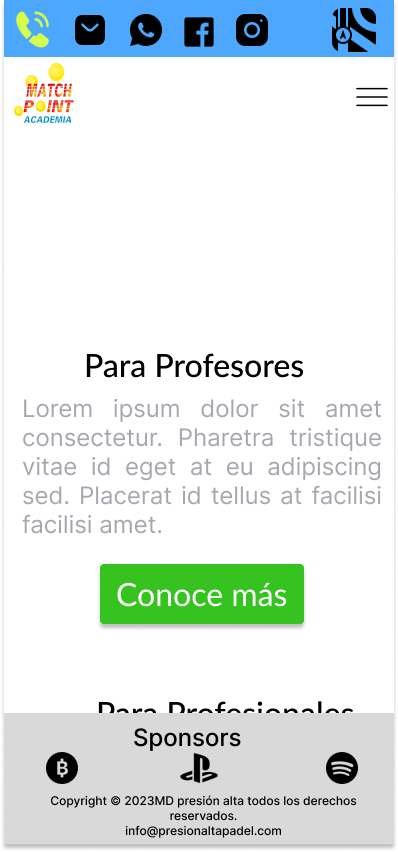 MATCH
POINT
ACADEMIA
Para Profesores
Lorem ipsum dolor sit amet
consectetur. Pharetra tristique
vitae id eget at eu adipiscing
sed. Placerat id tellus at facilisi
facilisi amet.
Conoce más
Para Profesionales
Sponsors
Copyright © 2023MD presión alta todos los derechos
reservados.
info@presionaltapadel.com